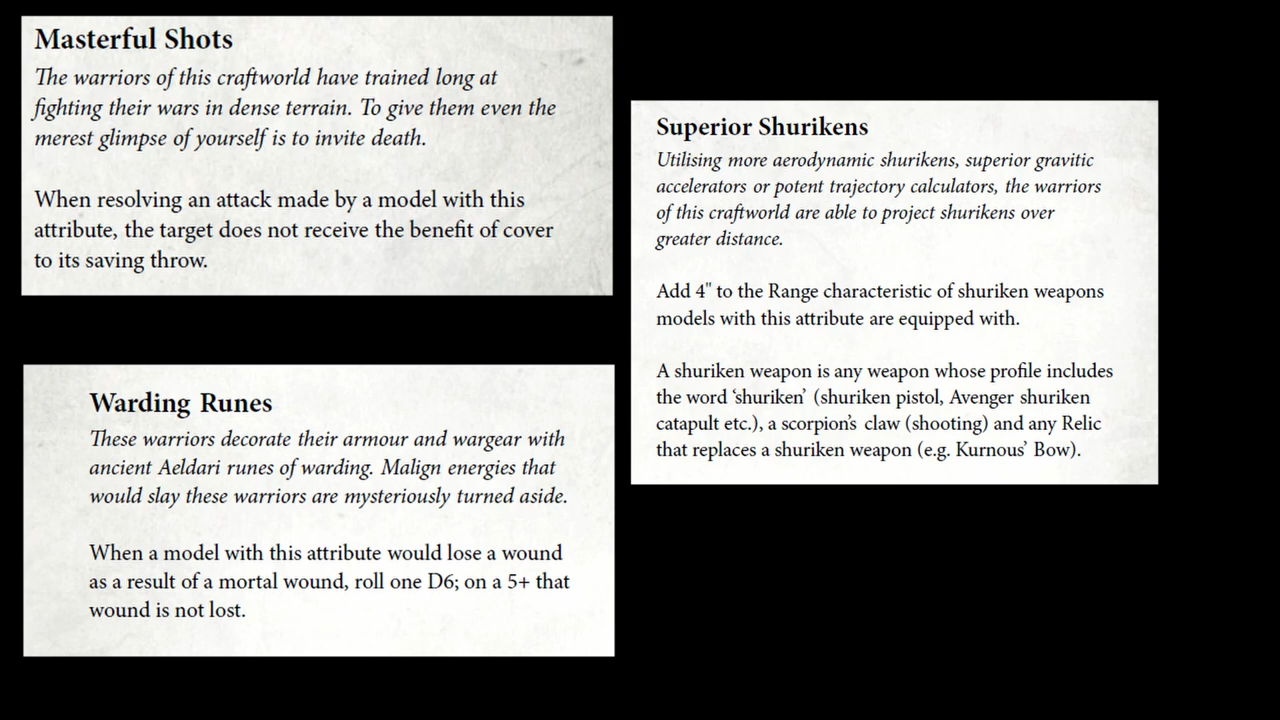 Masterful Shots
The warriors of this craftworld have trained long at
fighting their wars in dense terrain. To give them even the
merest glimpse of yourself is to invite death.
When resolving an attack made by a model with this
attribute, the target does not receive the benefit of cover
to its saving throw.
Warding Runes
These warriors decorate their armour and wargear with
ancient Aeldari runes of warding. Malign energies that
would slay these warriors are mysteriously turned aside.
When a model with this attribute would lose a wound
as a result of a mortal wound, roll one D6; on a 5+ that
wound is not lost.
Superior Shurikens
Utilising more aerodynamic shurikens, superior gravitic
accelerators or potent trajectory calculators, the warriors
of this craftworld are able to project shurikens over
greater distance.
Add 4" to the Range characteristic of shuriken weapons
models with this attribute are equipped with.
A shuriken weapon is any weapon whose profile includes
the word ‘shuriken’ (shuriken pistol, Avenger shuriken
catapult etc.), a scorpion’s claw (shooting) and any Relic
that replaces a shuriken weapon (e.g. Kurnous’ Bow).